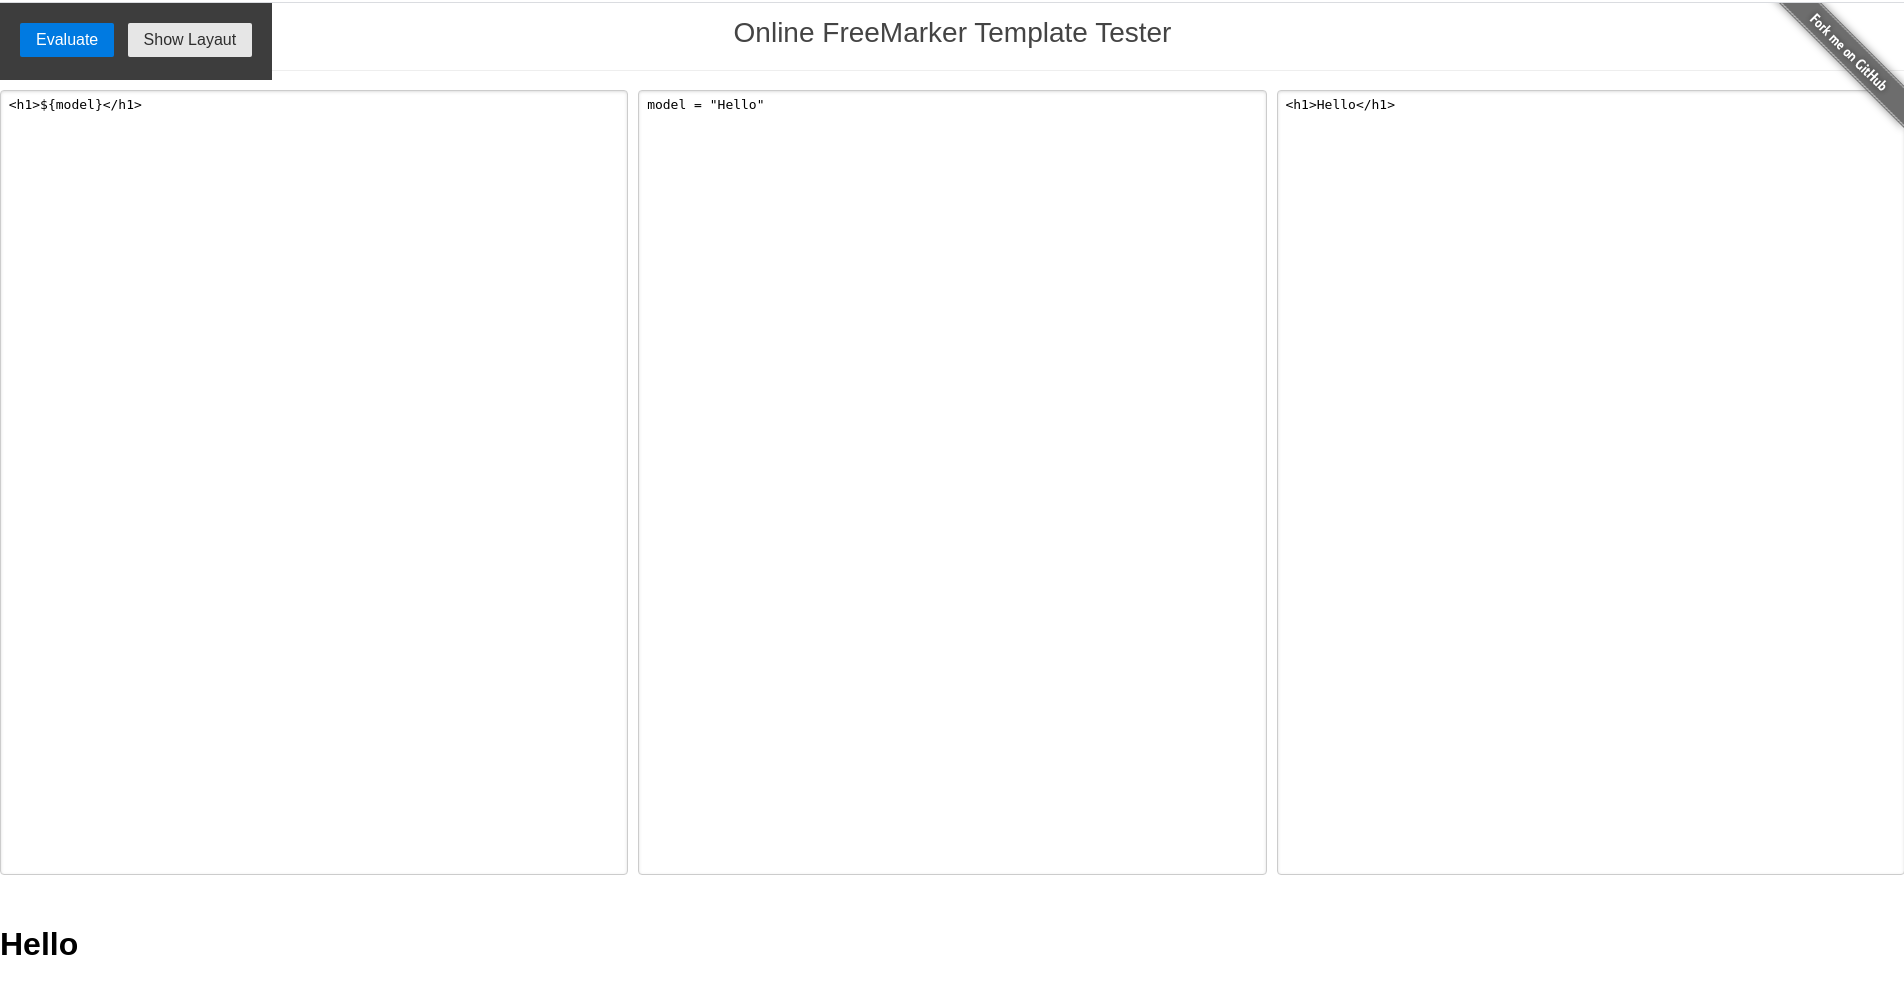 Evaluate
Show Layaut
Online FreeMarker Template Tester
Fork me on GitHub
<h1>${model}</h1>
model = "Hello"
<h1>Hello</h1>
Hello